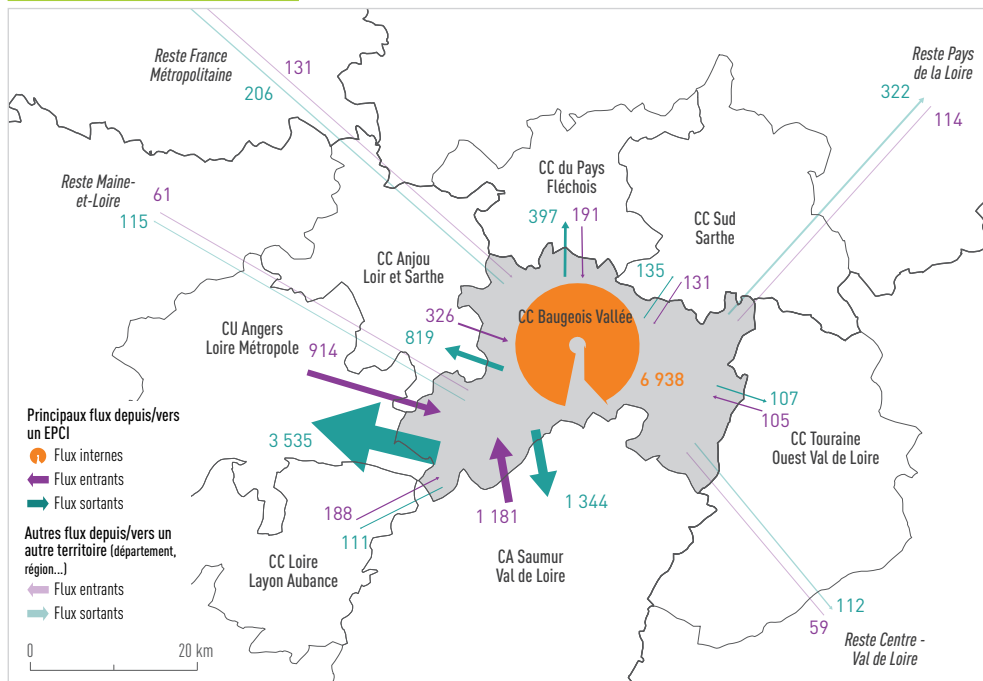 Reste France
Métropolitaine
131
206
Reste Pays
de la Loire
322
114
Reste Maine-
et-Loire
61
115
CC du Pays
Fléchois
397
191
CC Sud
Sarthe
135
131
CC Anjou
Loir et Sarthe
326
819
CC Baugeois Vallée
6 938
CU Angers
Loire Métropole
914
3 535
107
105
CC Touraine
Ouest Val de Loire
188
111
CC Loire
Layon Aubance
1 181
1 344
CA Saumur
Val de Loire
112
59
Reste Centre -
Val de Loire
Principaux flux depuis/vers
un EPCI
Flux internes
Flux entrants
Flux sortants
Autres flux depuis/vers un
autre territoire (département,
région...)
Flux entrants
Flux sortants
0
20 km